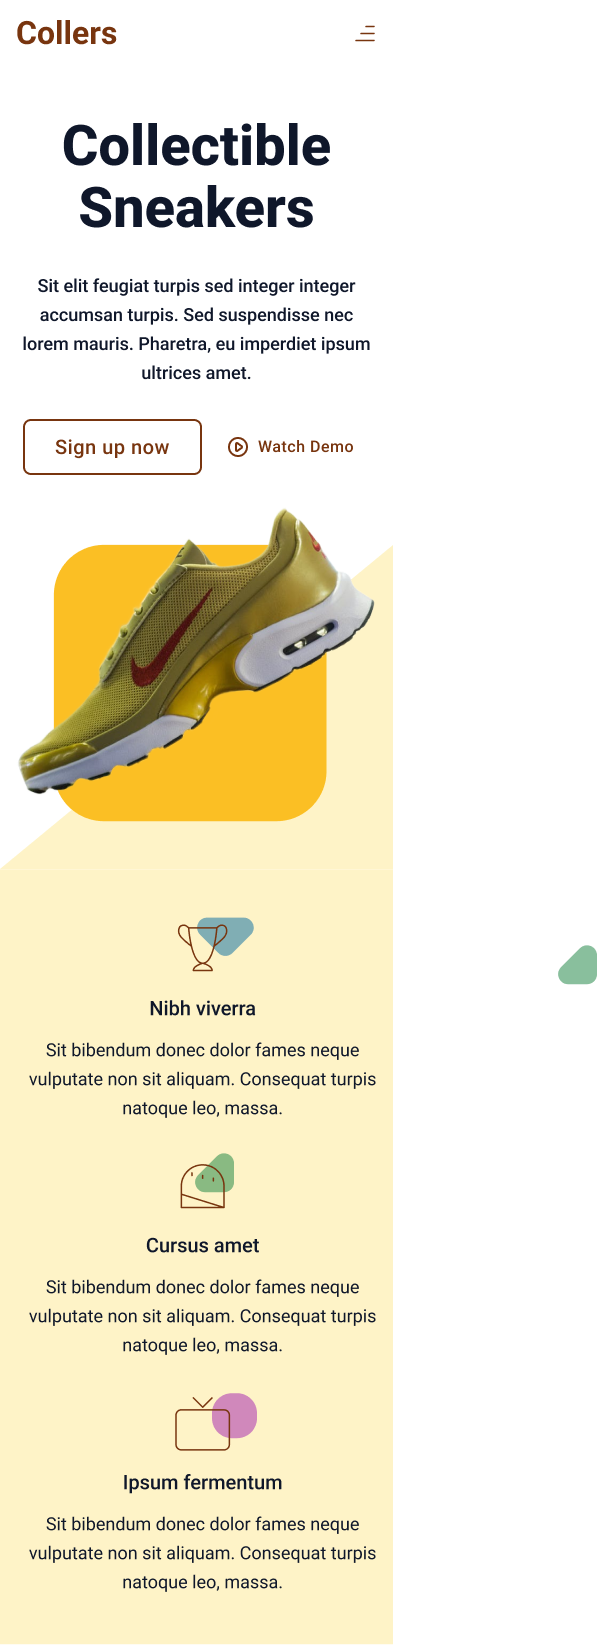 Collers
Collectible
Sneakers
Sit elit feugiat turpis sed integer integer
accumsan turpis. Sed suspendisse nec
lorem mauris. Pharetra, eu imperdiet ipsum
ultrices amet.
Sign up now
Watch Demo
Nibh viverra
Sit bibendum donec dolor fames neque
vulputate non sit aliquam. Consequat turpis
natoque leo, massa.
Cursus amet
Sit bibendum donec dolor fames neque
vulputate non sit aliquam. Consequat turpis
natoque leo, massa.
Ipsum fermentum
Sit bibendum donec dolor fames neque
vulputate non sit aliquam. Consequat turpis
natoque leo, massa.